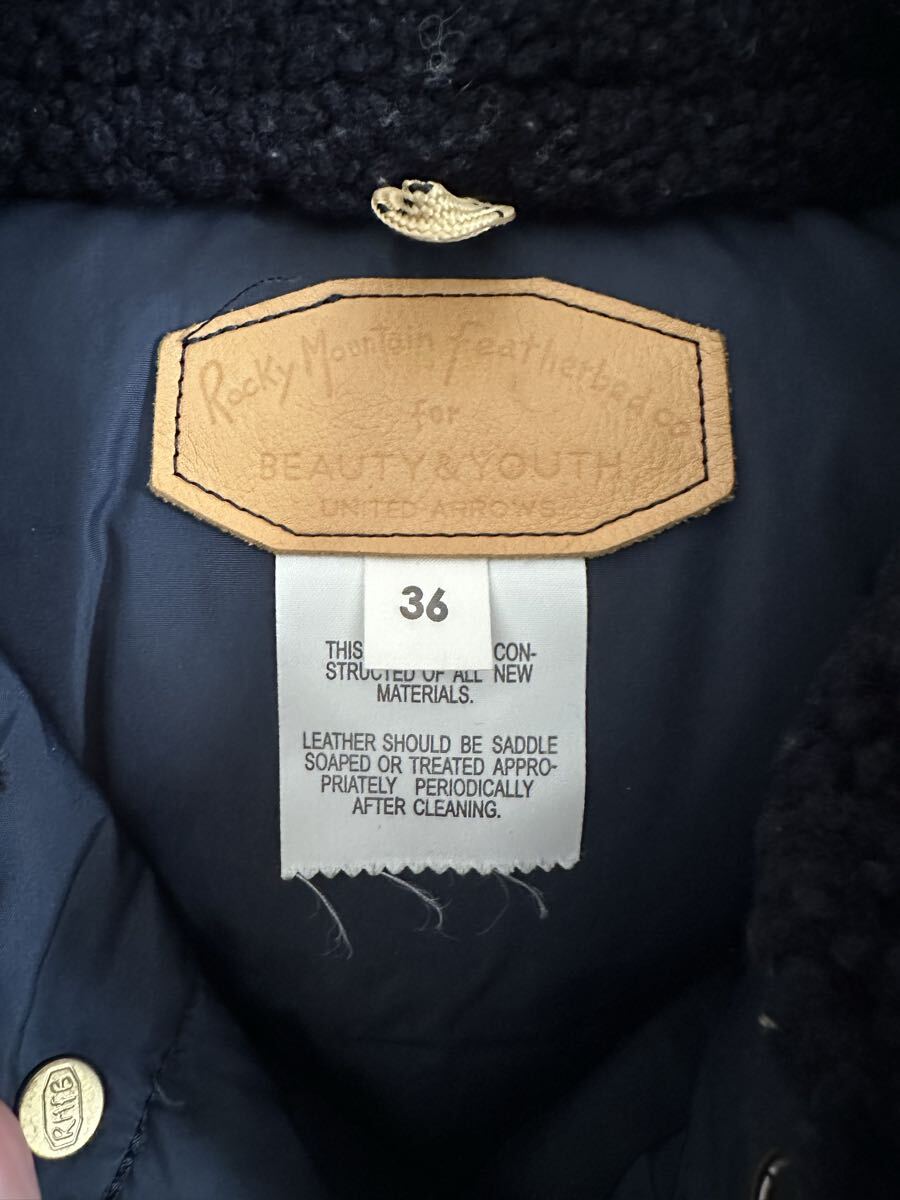 Rocky Mountain Featherbed Co
for
BEAUTY & YOUTH
UNITED ARROWS
36
THIS CON-
STRUCTED OF ALL NEW
MATERIALS.
LEATHER SHOULD BE SADDLE
SOAPED OR TREATED APPRO-
PRIATELY PERIODICALLY
AFTER CLEANING.
RMFB